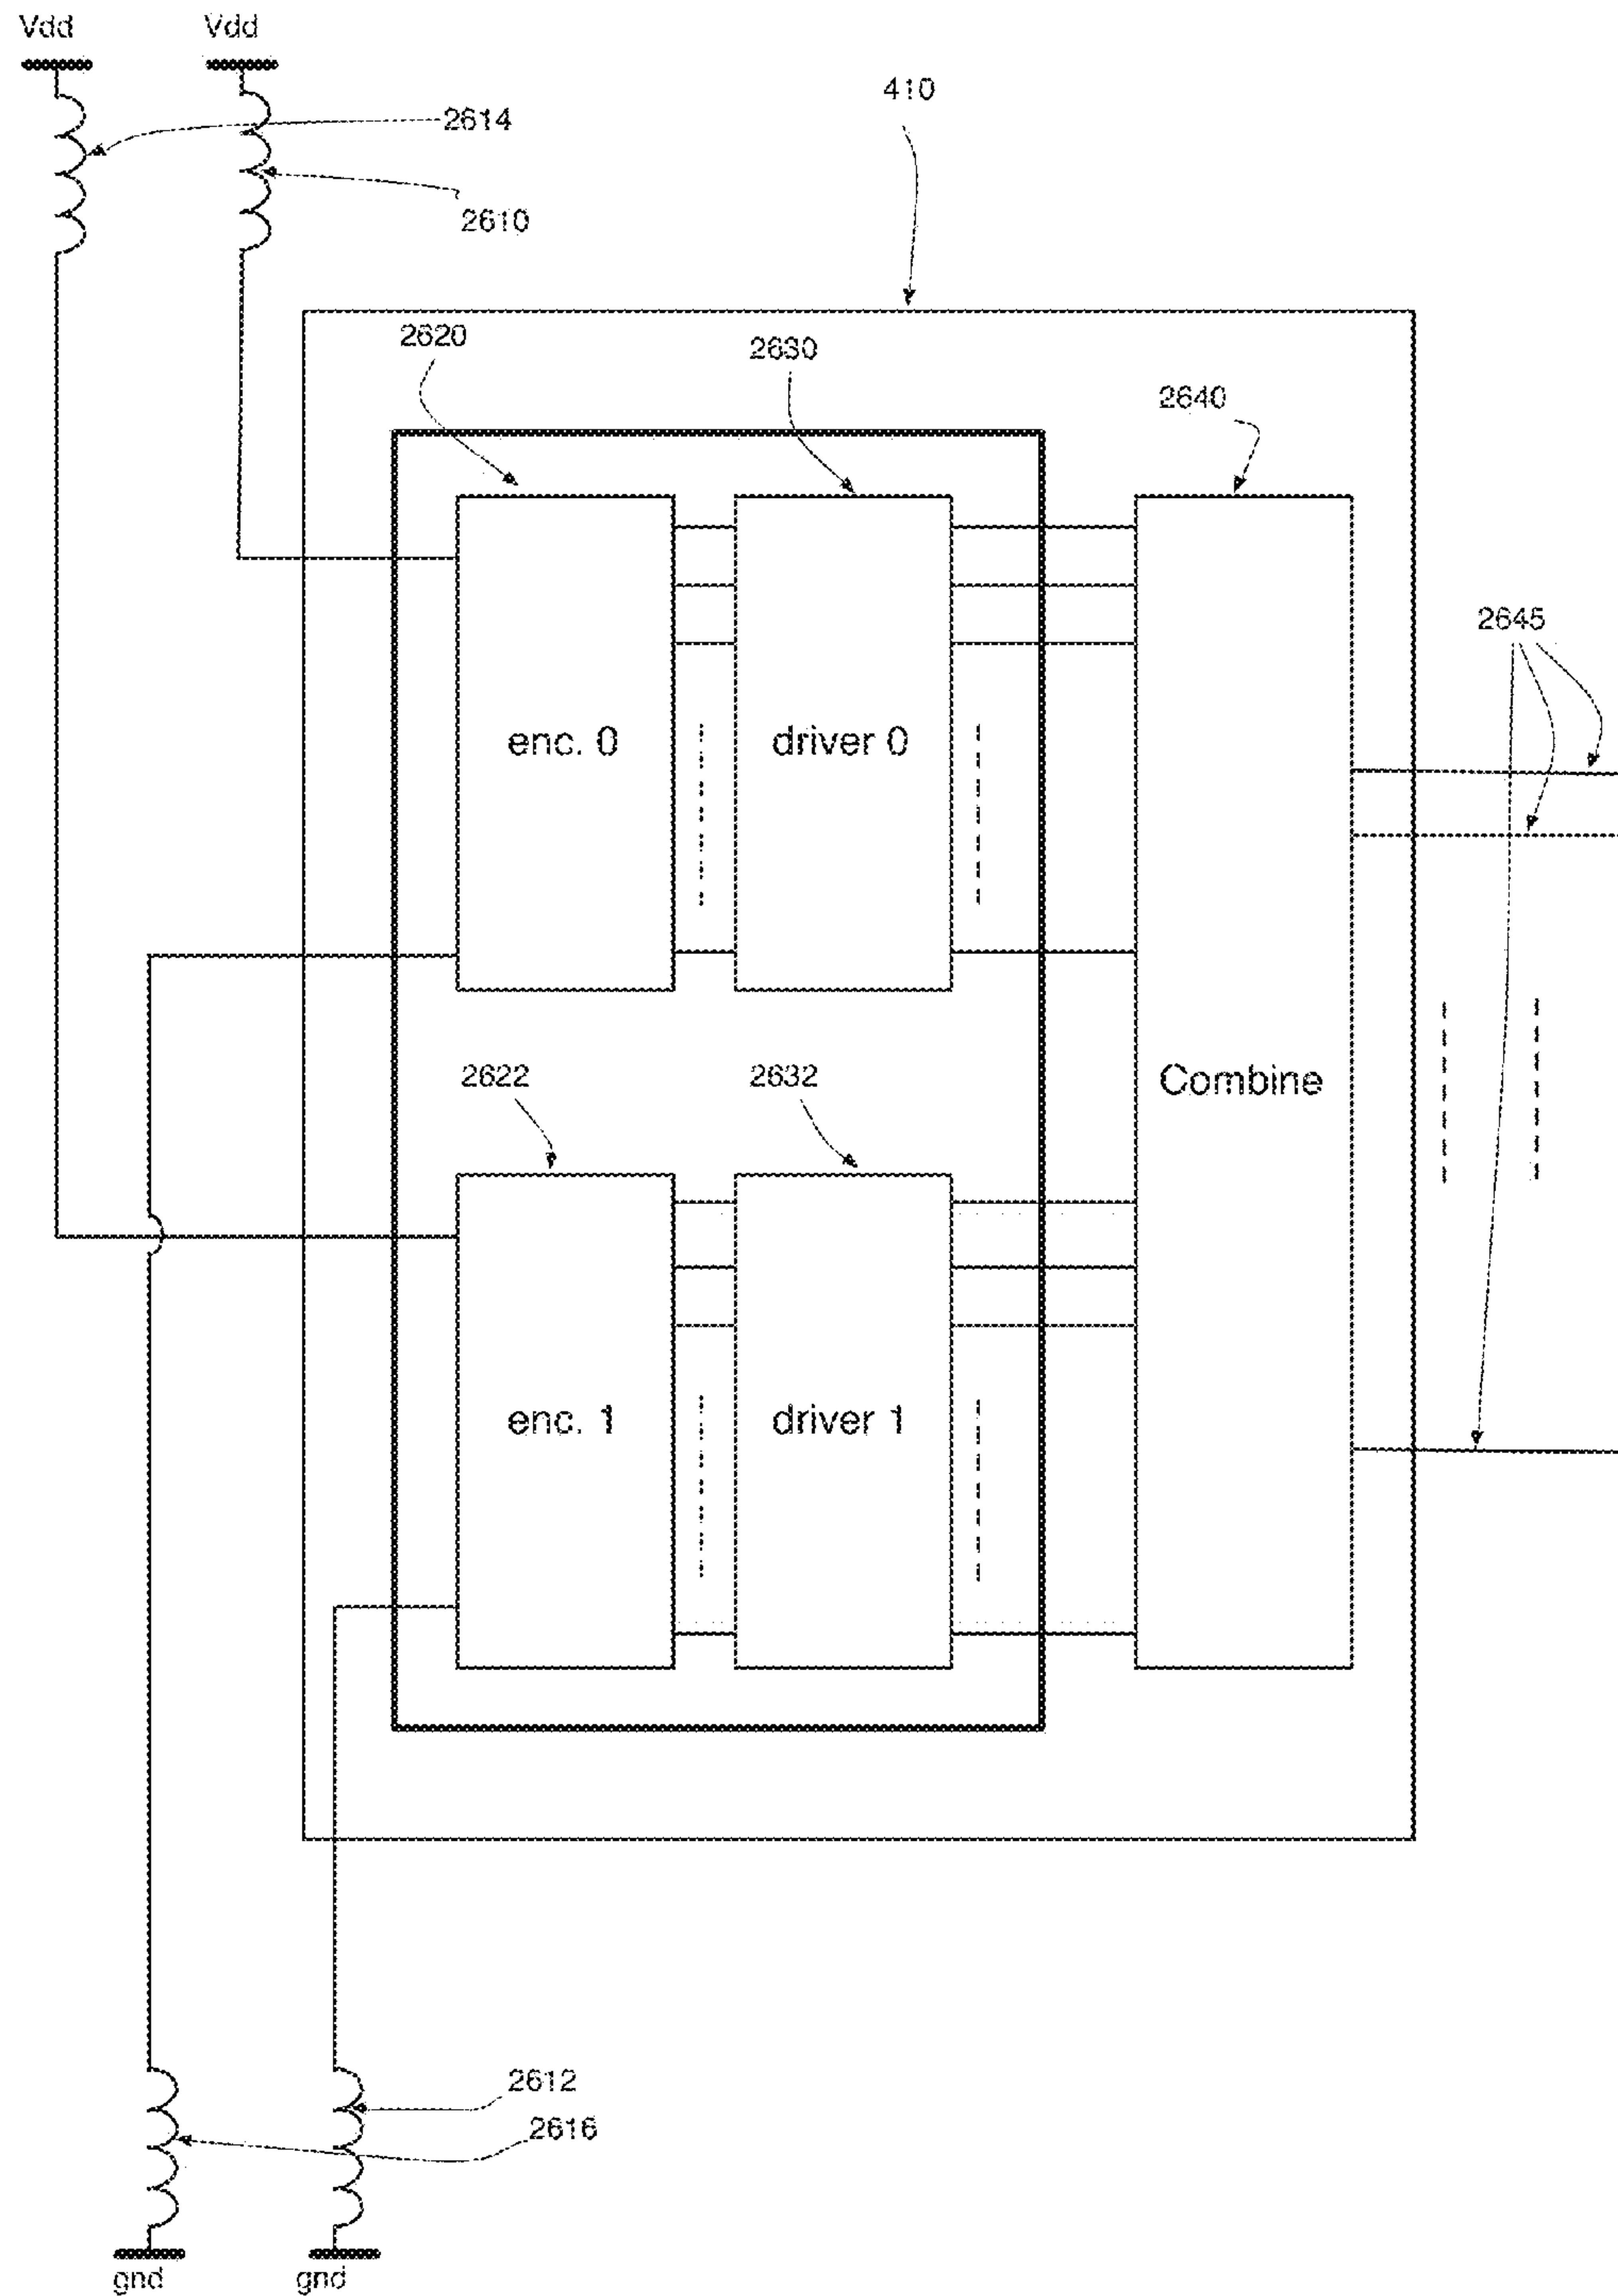 Vdd
Vdd
410
2614
2610
2620
2630
2640
2645
enc. 0
driver 0
2622
2632
Combine
enc. 1
driver 1
2612
2616
gnd
gnd